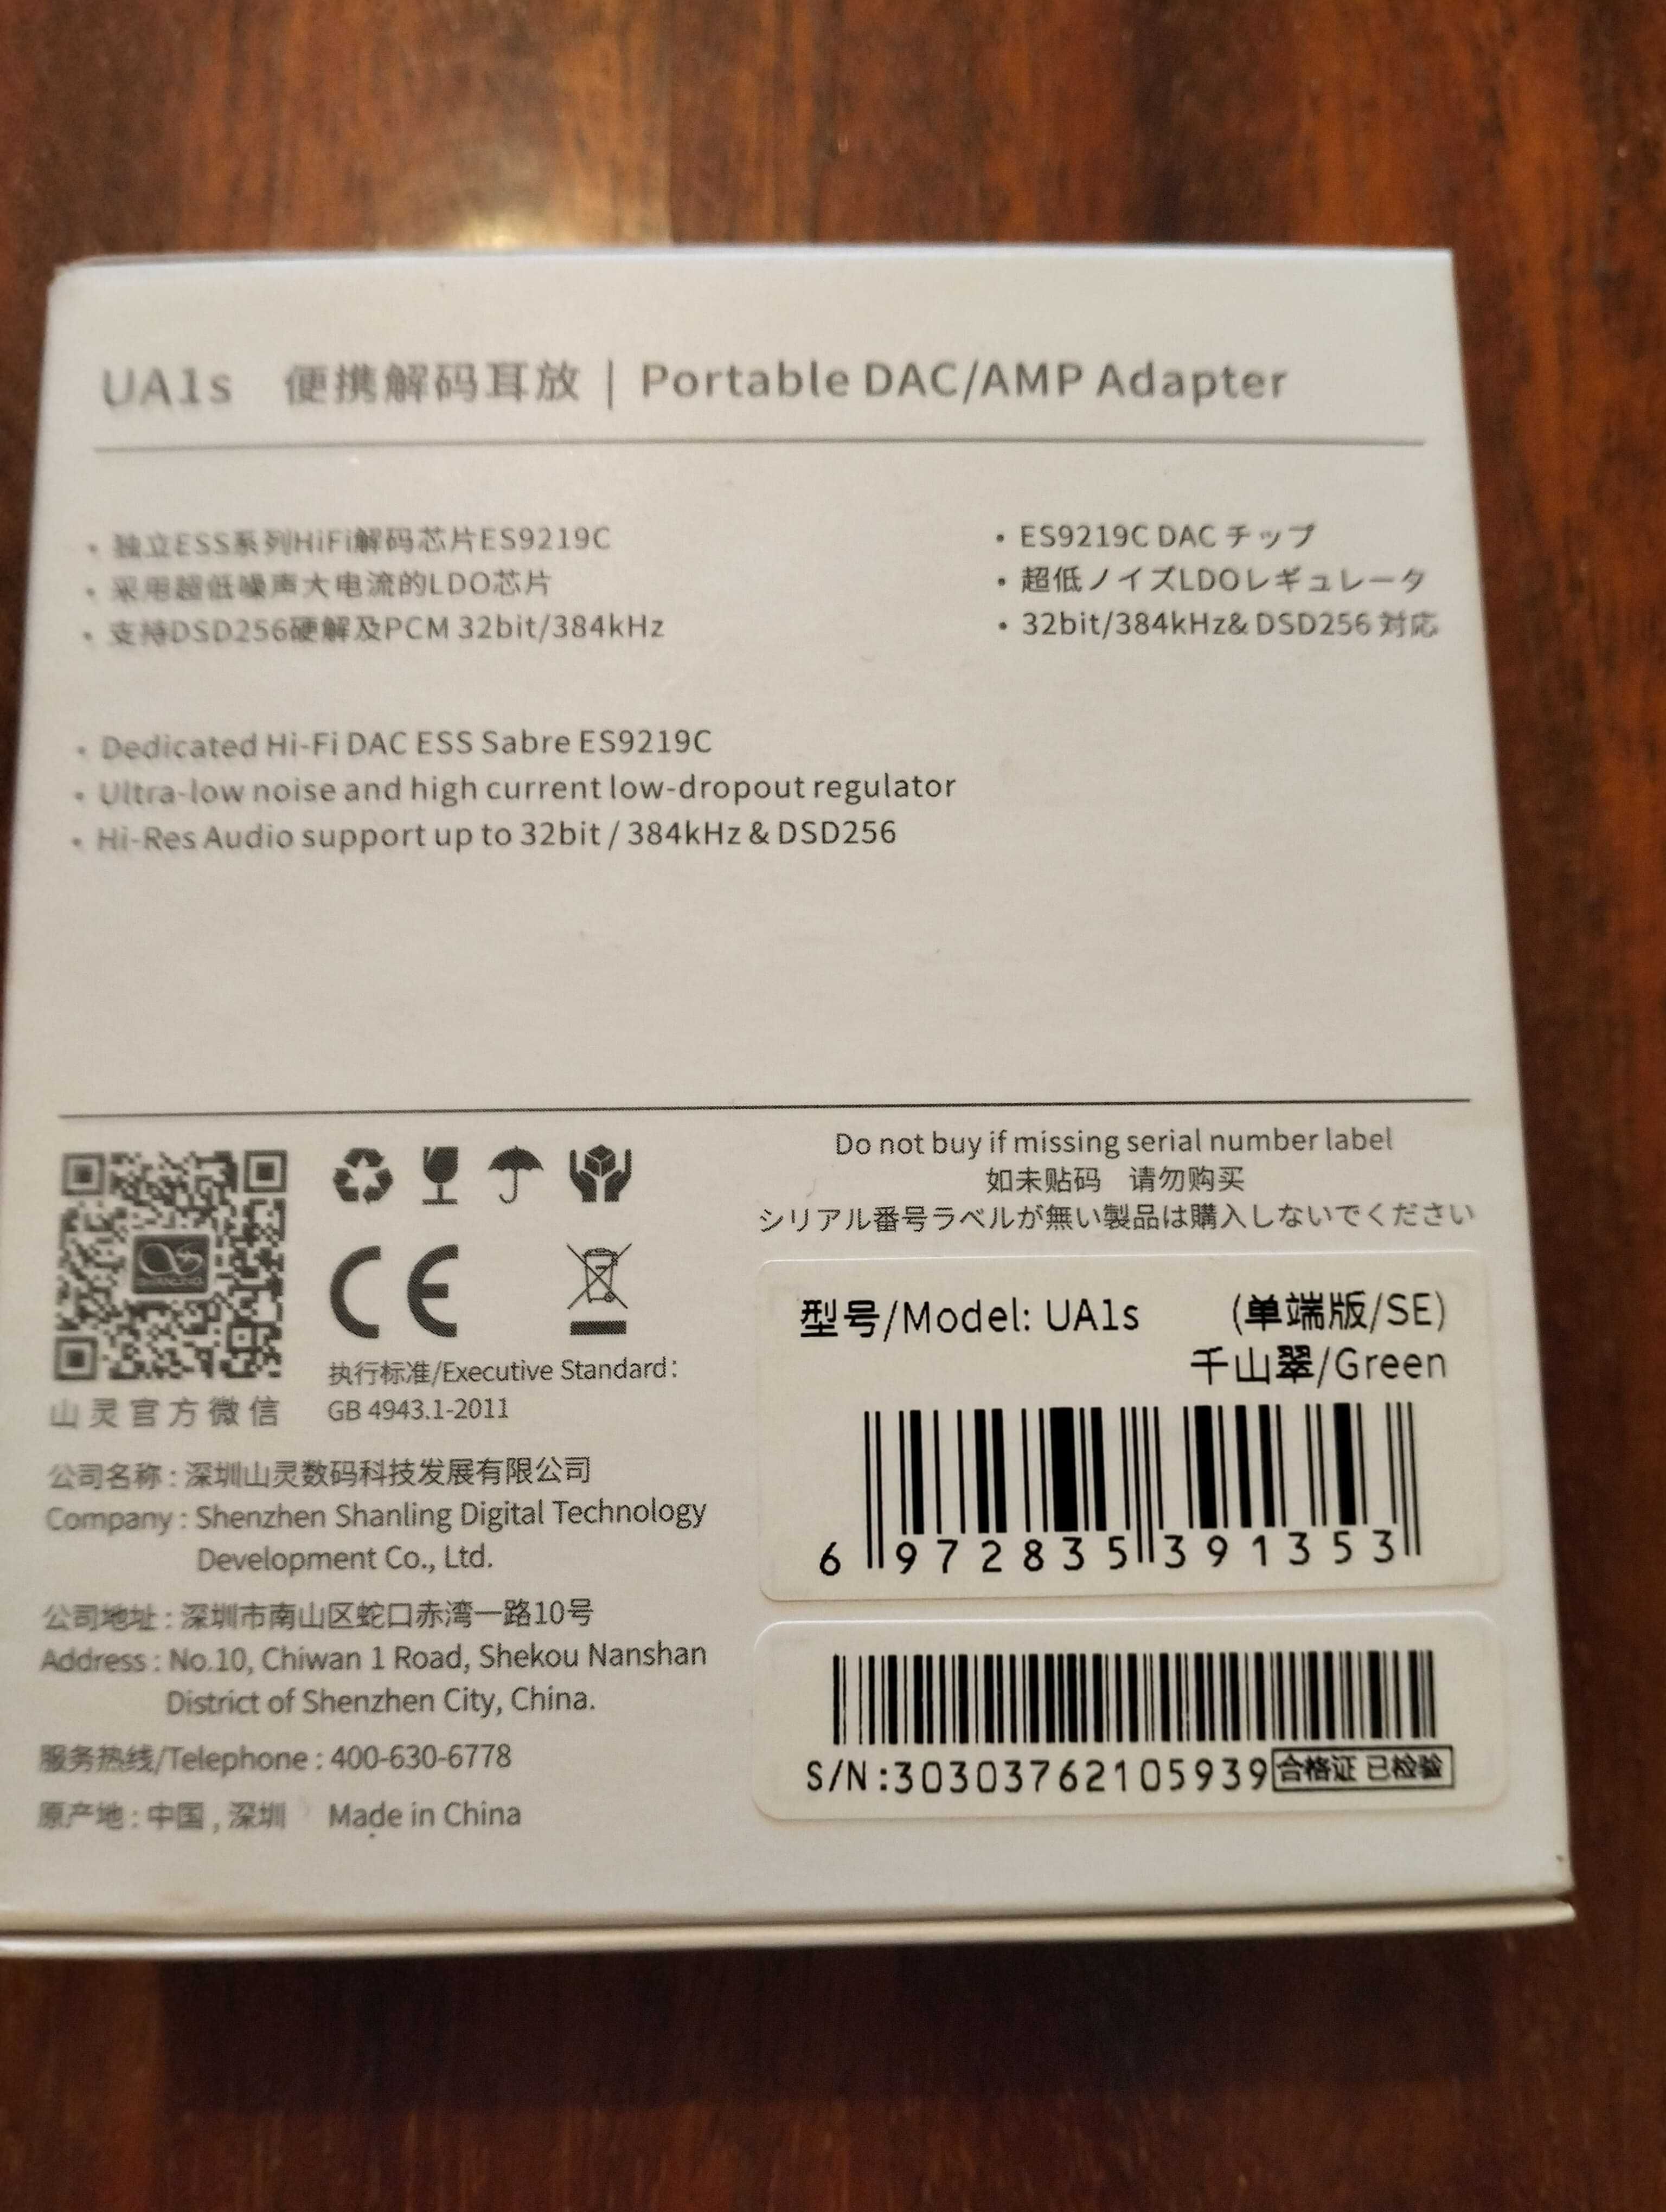 UA1s 便携解码耳放 | Portable DAC/AMP Adapter
• 独立ESS系列HiFi解码芯片ES9219C
• 采用超低噪声大电流的LDO芯片
• 支持DSD256硬解及PCM 32bit/384kHz
• ES9219C DAC チップ
• 超低ノイズLDOレギュレータ
• 32bit/384kHz& DSD256 対応
• Dedicated Hi-Fi DAC ESS Sabre ES9219C
• Ultra-low noise and high current low-dropout regulator
• Hi-Res Audio support up to 32bit / 384kHz & DSD256
SHANLING
山灵官方微信
CE
执行标准/Executive Standard:
GB 4943.1-2011
公司名称 : 深圳山灵数码科技发展有限公司
Company : Shenzhen Shanling Digital Technology
Development Co., Ltd.
公司地址 : 深圳市南山区蛇口赤湾一路10号
Address : No.10, Chiwan 1 Road, Shekou Nanshan
District of Shenzhen City, China.
服务热线/Telephone : 400-630-6778
原产地 : 中国 , 深圳 Made in China
Do not buy if missing serial number label
如未贴码 请勿购买
シリアル番号ラベルが無い製品は購入しないでください
型号/Model: UA1s (单端版/SE)
千山翠/Green
6 972835 391353
S/N:30303762105939 合格证 已检验